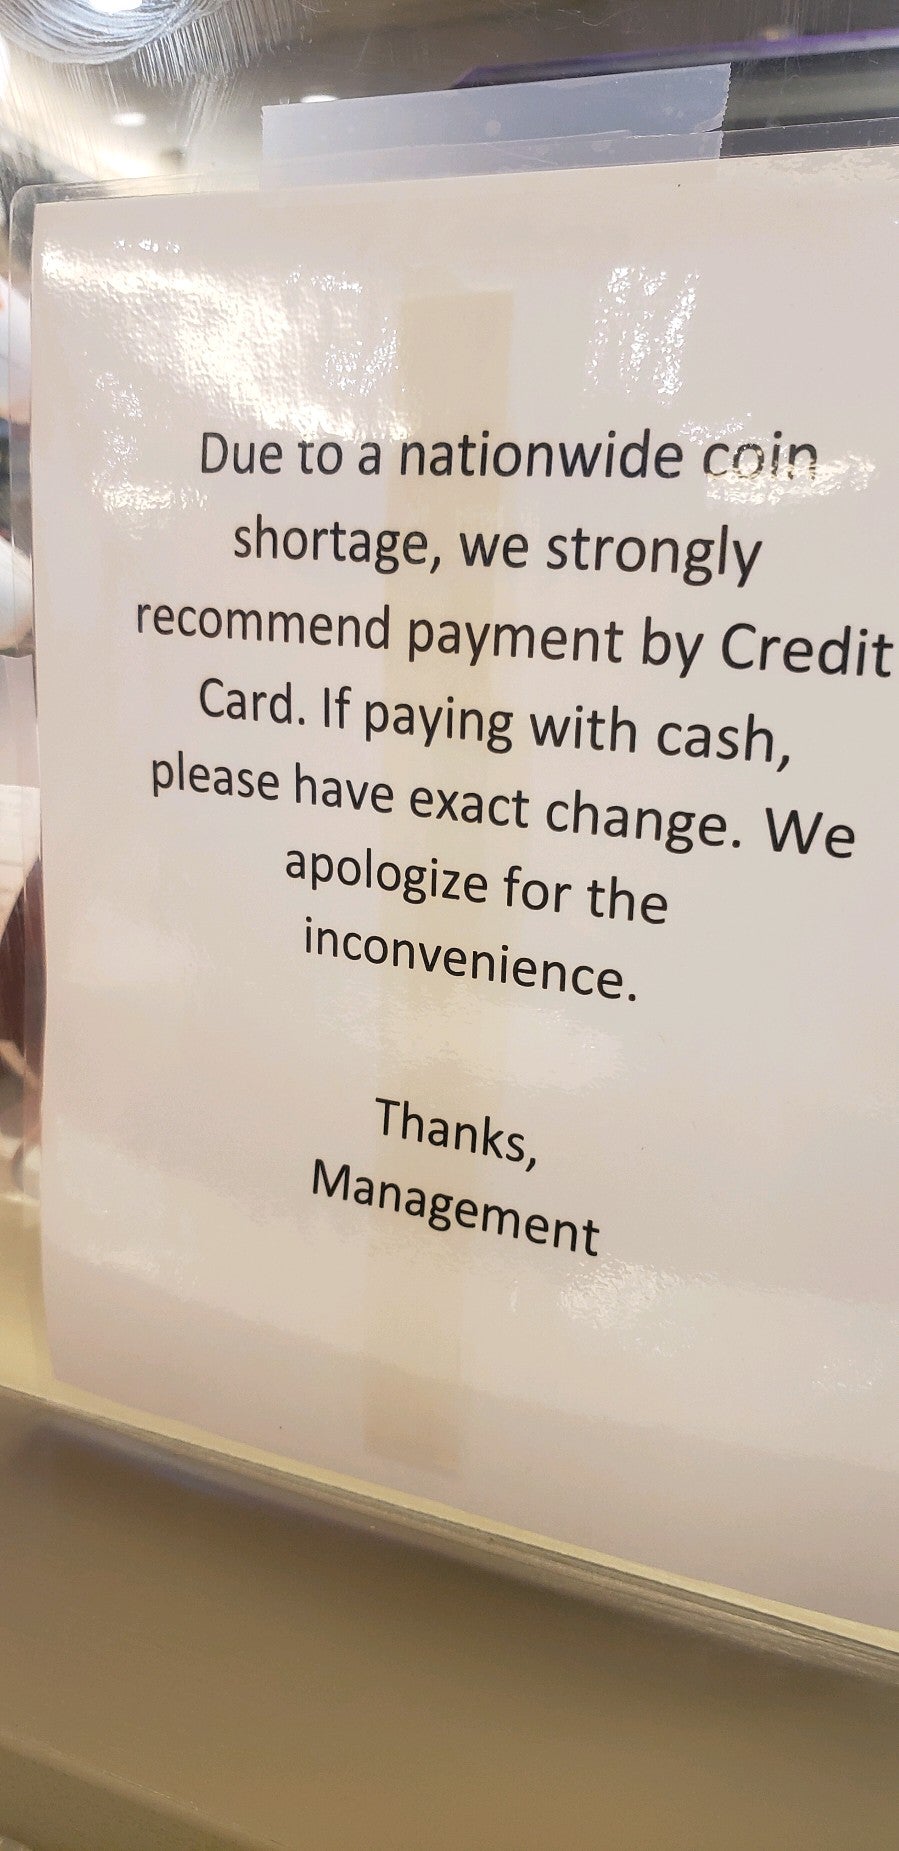 Due to a nationwide coin
shortage, we strongly
recommend payment by Credit
Card. If paying with cash,
please have exact change. We
apologize for the
inconvenience.
Thanks,
Management